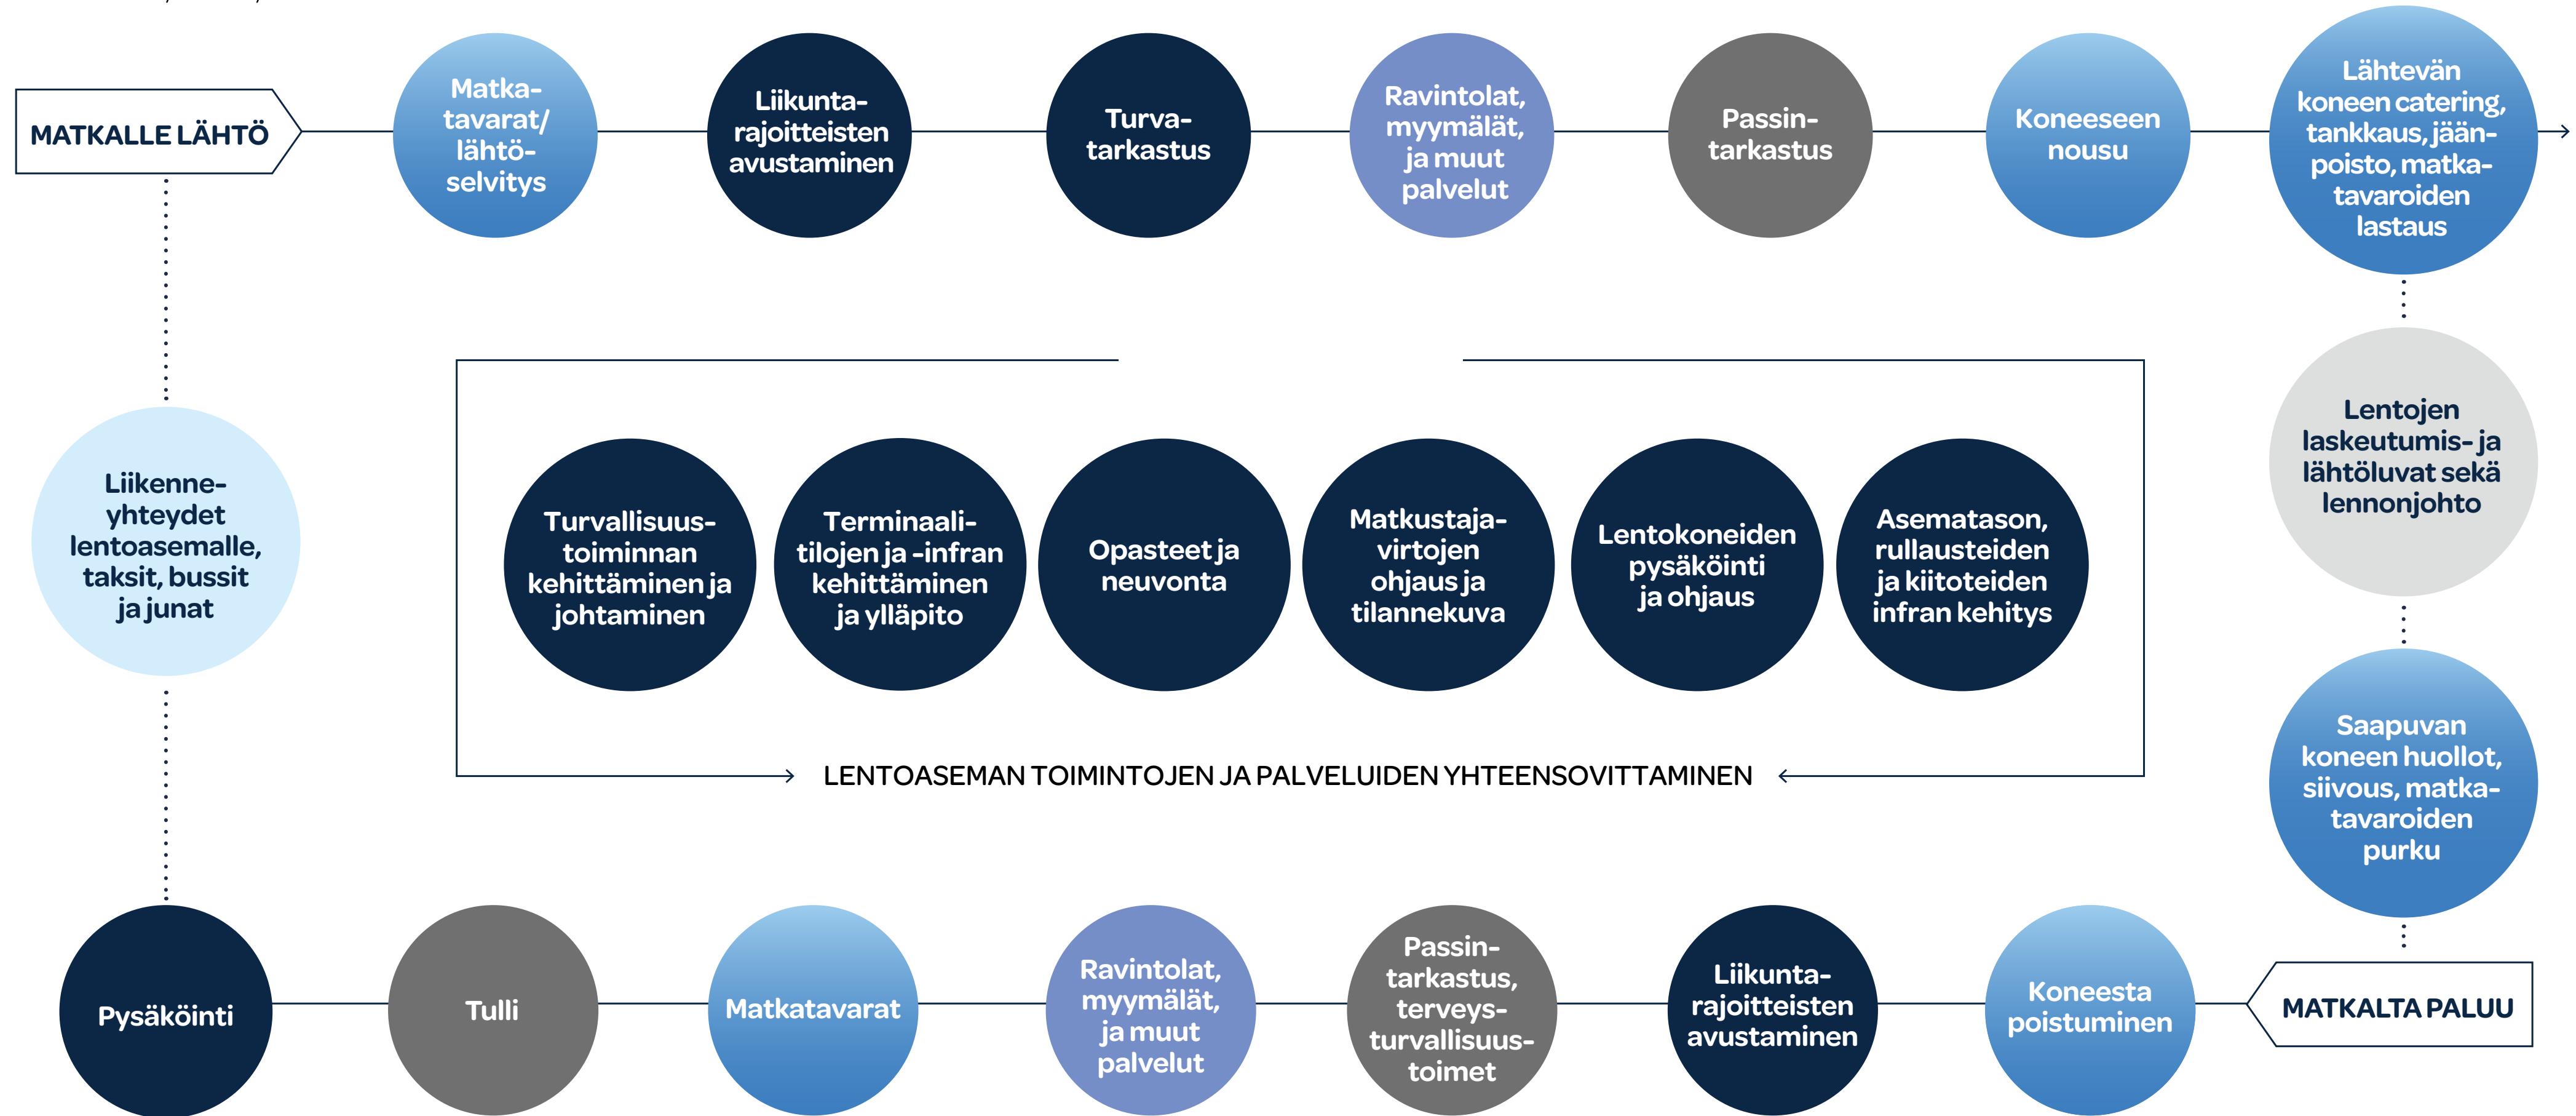 MATKALLE LÄHTÖ
Matka-
tavarat/
lähtö-
selvitys
Liikunta-
rajoitteisten
avustaminen
Turva-
tarkastus
Ravintolat,
myymälät,
ja muut
palvelut
Passin-
tarkastus
Koneeseen
nousu
Lähtevän
koneen catering,
tankkaus, jään-
poisto, matka-
tavaroiden
lastaus
Liikenne-
yhteydet
lentoasemalle,
taksit, bussit
ja junat
Turvallisuus-
toiminnan
kehittäminen ja
johtaminen
Terminaali-
tilojen ja -infran
kehittäminen
ja ylläpito
Opasteet ja
neuvonta
Matkustaja-
virtojen
ohjaus ja
tilannekuva
Lentokoneiden
pysäköinti
ja ohjaus
Asematason,
rullausteiden
ja kiitoteiden
infran kehitys
Lentojen
laskeutumis- ja
lähtöluvat sekä
lennonjohto
LENTOASEMAN TOIMINTOJEN JA PALVELUIDEN YHTEENSOVITTAMINEN
Saapuvan
koneen huollot,
siivous, matka-
tavaroiden
purku
Pysäköinti
Tulli
Matkatavarat
Ravintolat,
myymälät,
ja muut
palvelut
Passin-
tarkastus,
terveys-
turvallisuus-
toimet
Liikunta-
rajoitteisten
avustaminen
Koneesta
poistuminen
MATKALTA PALUU